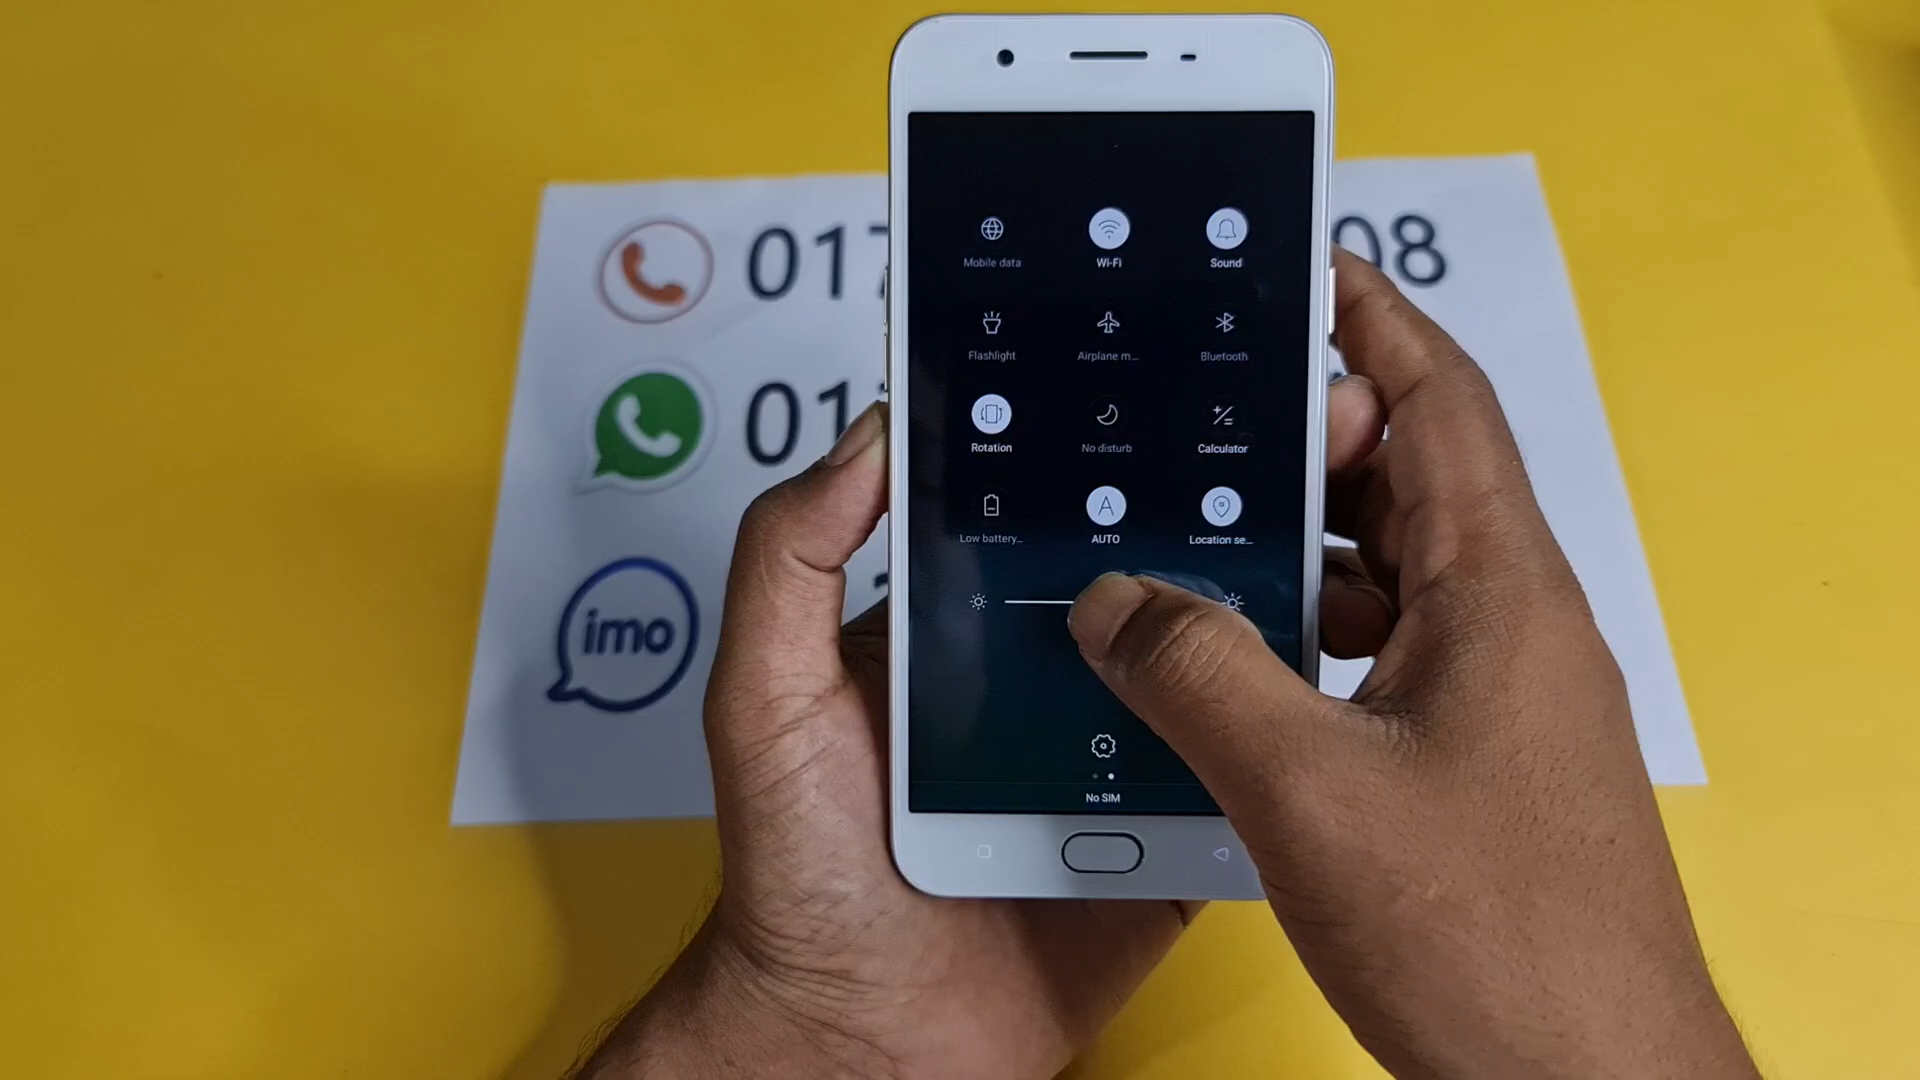 017
08
Mobile data
Wi-Fi
Sound
Flashlight
Airplane m...
Bluetooth
01
Rotation
No disturb
Calculator
Low battery...
A
AUTO
Location se...
imo
No SIM